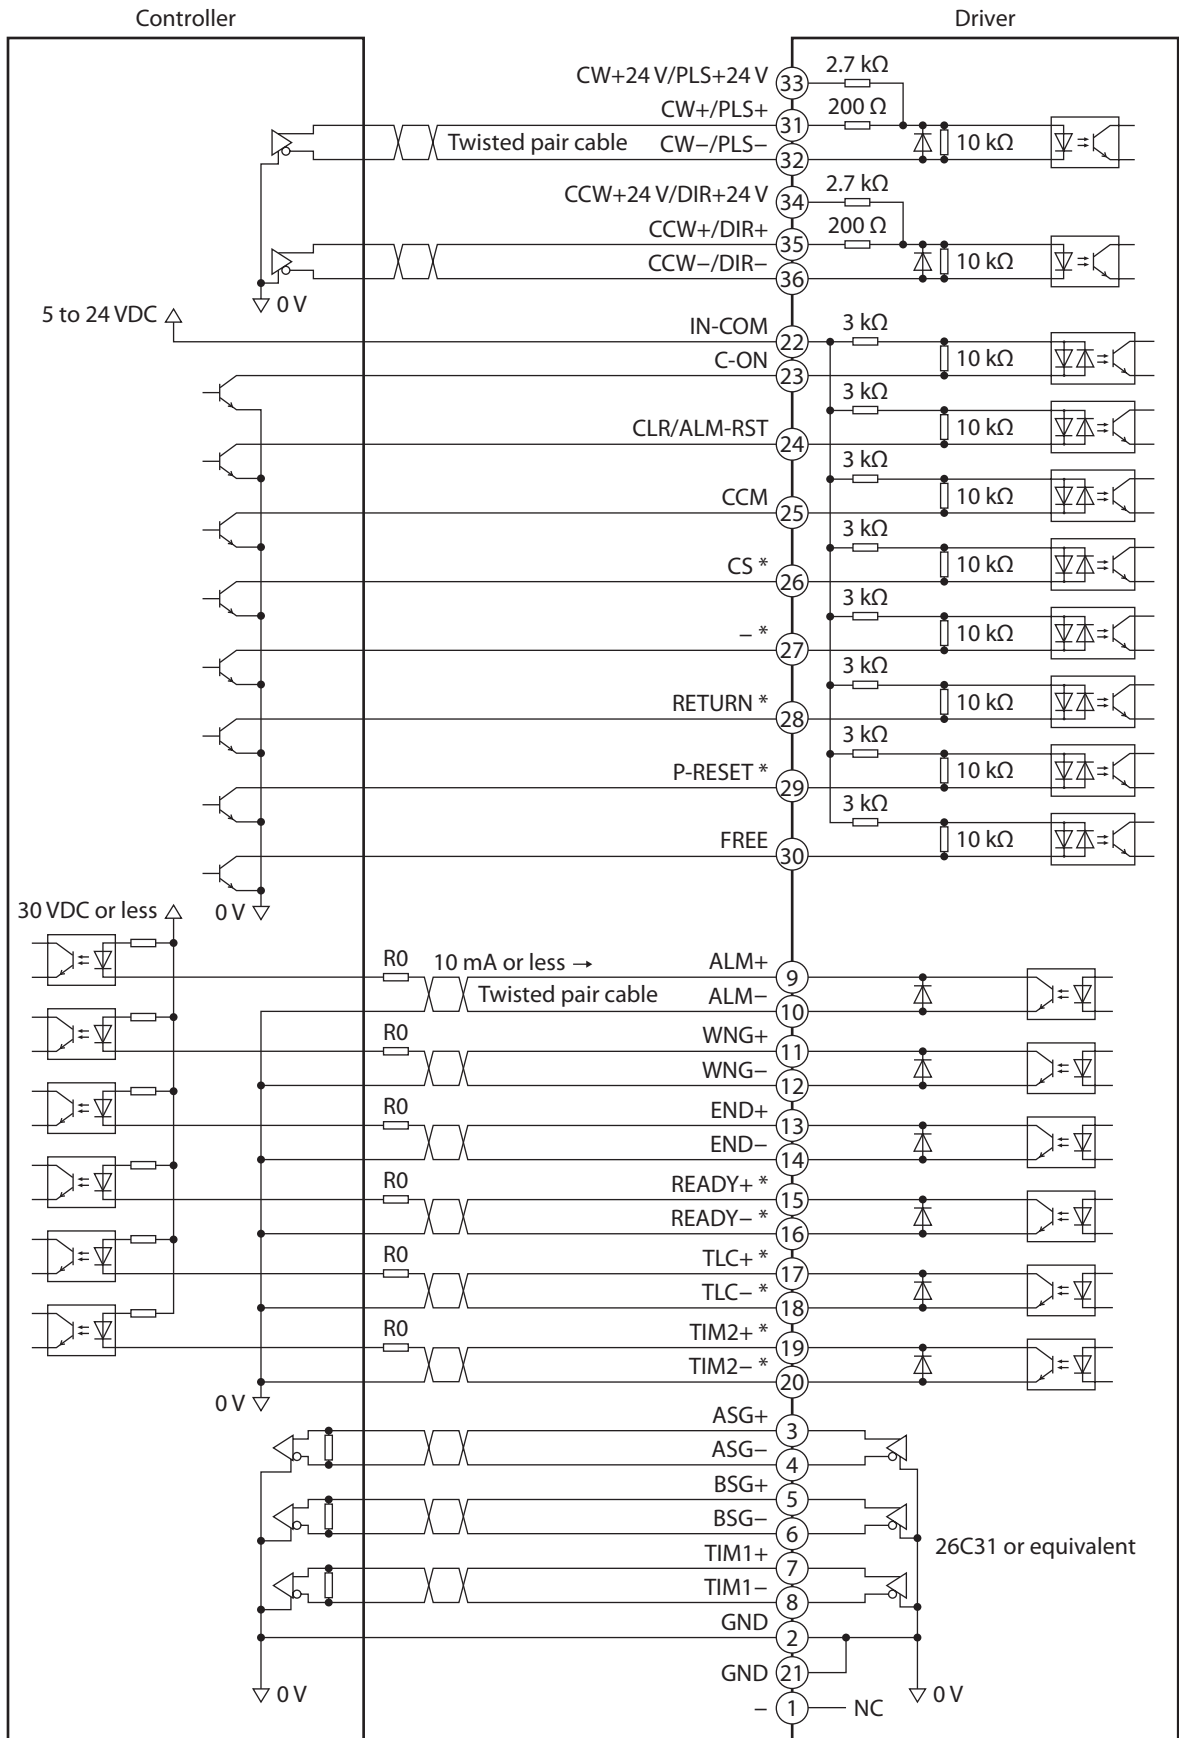 Controller
Driver
CW+24 V/PLS+24 V 33 2.7 kΩ
CW+/PLS+ 31 200 Ω
Twisted pair cable
CW−/PLS− 32 10 kΩ
CCW+24 V/DIR+24 V 34 2.7 kΩ
CCW+/DIR+ 35 200 Ω
CCW−/DIR− 36 10 kΩ
0 V
5 to 24 VDC
IN-COM 22 3 kΩ
C-ON 23 10 kΩ
3 kΩ
CLR/ALM-RST 24 10 kΩ
3 kΩ
CCM 25 10 kΩ
3 kΩ
CS * 26 10 kΩ
3 kΩ
− * 27 10 kΩ
3 kΩ
RETURN * 28 10 kΩ
3 kΩ
P-RESET * 29 10 kΩ
3 kΩ
FREE 30 10 kΩ
30 VDC or less
0 V
R0 10 mA or less → ALM+ 9
Twisted pair cable ALM− 10
R0 WNG+ 11
WNG− 12
R0 END+ 13
END− 14
R0 READY+ * 15
READY− * 16
R0 TLC+ * 17
TLC− * 18
R0 TIM2+ * 19
TIM2− * 20
0 V
ASG+ 3
ASG− 4
BSG+ 5
BSG− 6
26C31 or equivalent
TIM1+ 7
TIM1− 8
GND 2
GND 21
0 V
0 V
− 1 NC